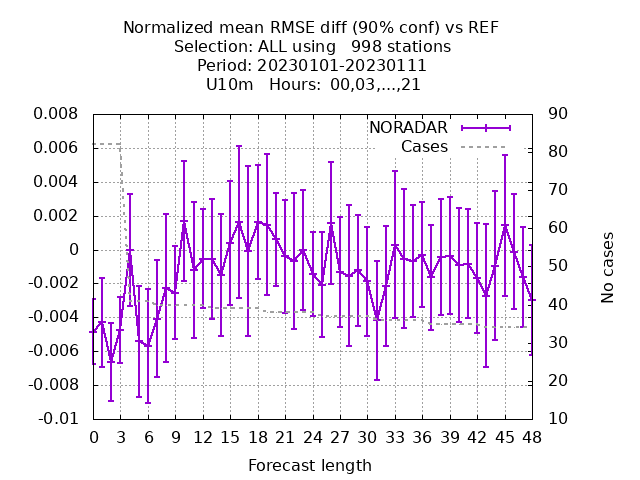 Normalized mean RMSE diff (90% conf) vs REF
Selection: ALL using   998 stations
Period: 20230101-20230111
U10m   Hours:  00,03,...,21
NORADAR
Cases
0.008
0.006
0.004
0.002
0
-0.002
-0.004
-0.006
-0.008
-0.01
90
80
70
60
50
40
30
20
10
No cases
0 3 6 9 12 15 18 21 24 27 30 33 36 39 42 45 48
Forecast length